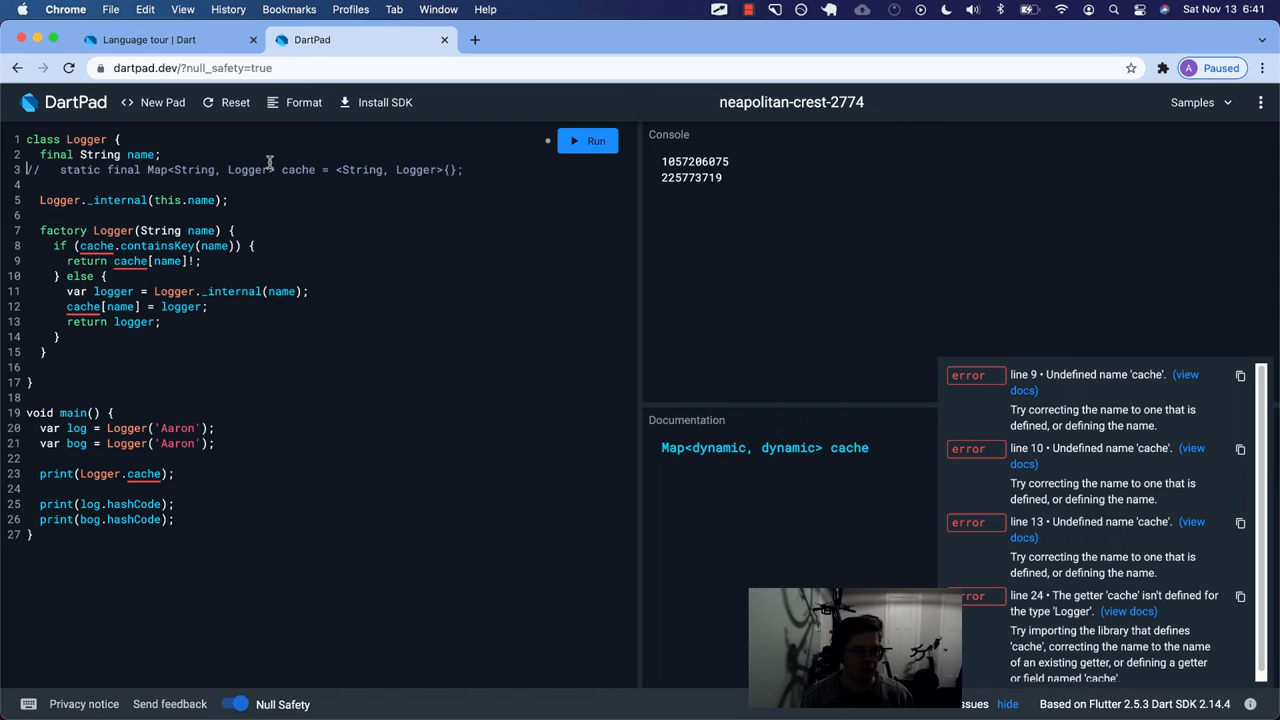 View History Bookmarks Profiles Tab Window Help Sat Nov 13 6:41
Language tour | Dart DartPad
dartpad.dev/?null_safety=true A Paused
DartPad <> New Pad Reset Format Install SDK neapolitan-crest-2774 Samples
1 class Logger {
2 final String name;
3 // static final Map<String, Logger> cache = <String, Logger>{};
4
5 Logger._internal(this.name);
6
7 factory Logger(String name) {
8 if (cache.containsKey(name)) {
9 return cache[name]!;
10 } else {
11 var logger = Logger._internal(name);
12 cache[name] = logger;
13 return logger;
14 }
15 }
16
17 }
18
19 void main() {
20 var log = Logger('Aaron');
21 var bog = Logger('Aaron');
22
23 print(Logger.cache);
24
25 print(log.hashCode);
26 print(bog.hashCode);
27 }
Run
Console
1057206075
225773719
Documentation
Map<dynamic, dynamic> cache
error line 9 • Undefined name 'cache'. (view
docs)
Try correcting the name to one that is
defined, or defining the name.
error line 10 • Undefined name 'cache'. (view
docs)
Try correcting the name to one that is
defined, or defining the name.
error line 13 • Undefined name 'cache'. (view
docs)
Try correcting the name to one that is
defined, or defining the name.
line 24 • The getter 'cache' isn't defined for
the type 'Logger'. (view docs)
Try importing the library that defines
'cache', correcting the name to the name
of an existing getter, or defining a getter
or field named 'cache'.
Privacy notice Send feedback Null Safety hide Based on Flutter 2.5.3 Dart SDK 2.14.4